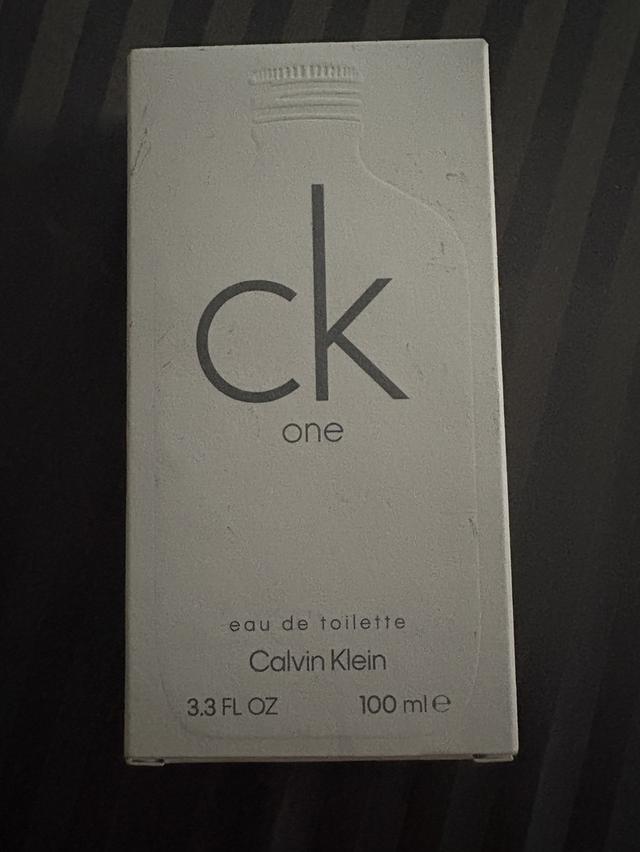 ck
one
eau de toilette
Calvin Klein
3.3 FL OZ 100 ml ℮